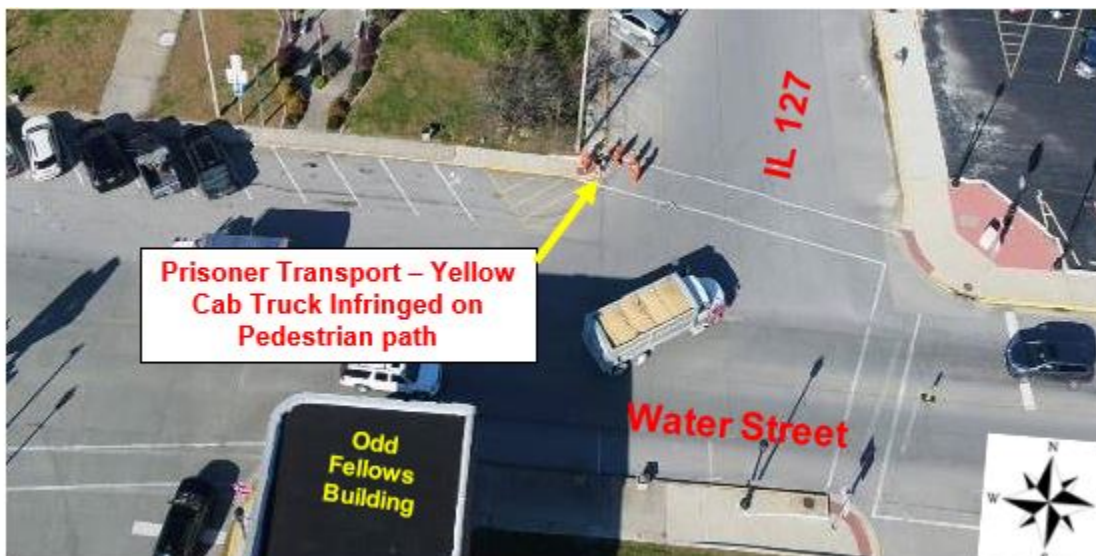 IL 127
Prisoner Transport – Yellow
Cab Truck Infringed on
Pedestrian path
Water Street
Odd
Fellows
Building
N
W